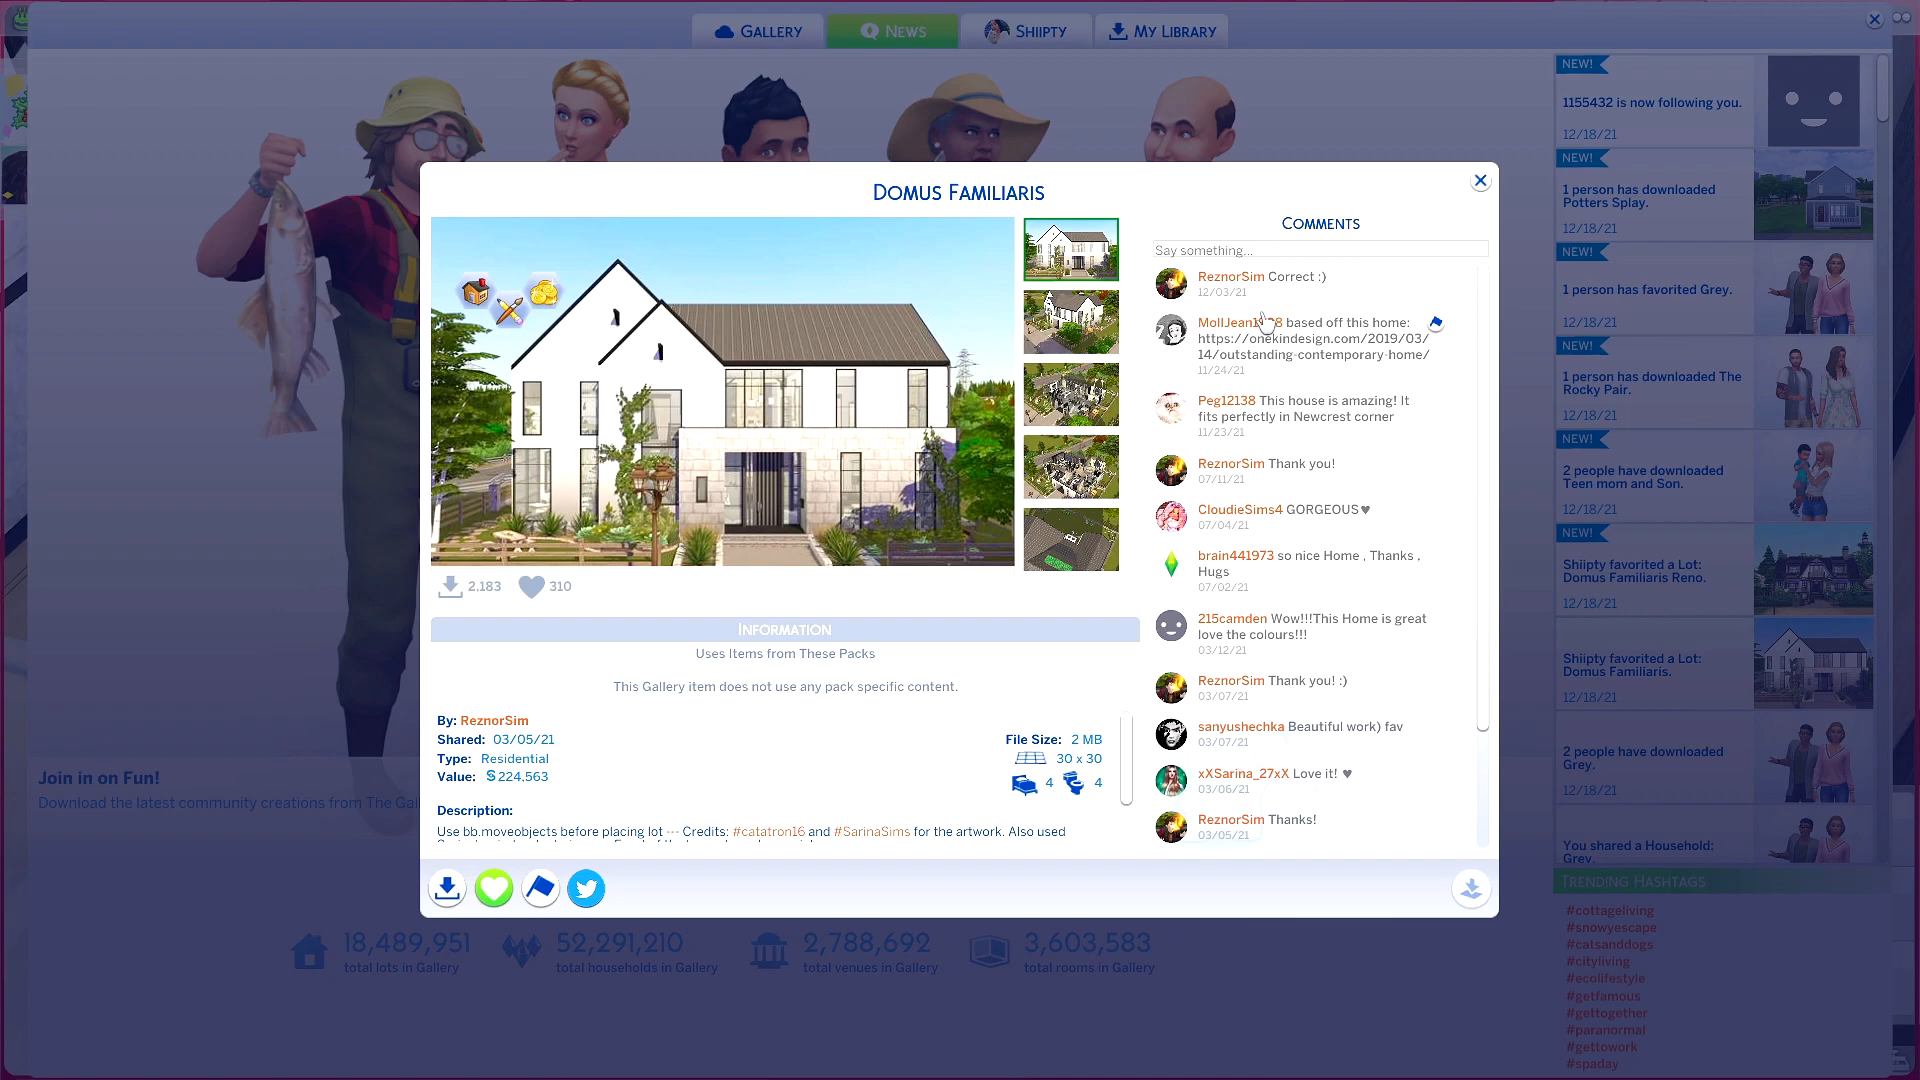 Gallery
News
Shiipty
My Library
Domus Familiaris
2,183
310
Information
Uses Items from These Packs
This Gallery item does not use any pack specific content.
By: ReznorSim
Shared: 03/05/21
Type: Residential
Value: §224,563
File Size: 2 MB
30 x 30
4 4
Description:
Use bb.moveobjects before placing lot --- Credits: #catatron16 and #SarinaSims for the artwork. Also used
Comments
Say something...
ReznorSim Correct :)
12/03/21
based off this home:
https://onekindesign.com/2019/03/
14/outstanding-contemporary-home/
11/24/21
Peg12138 This house is amazing! It
fits perfectly in Newcrest corner
11/23/21
ReznorSim Thank you!
07/11/21
CloudieSims4 GORGEOUS♥
07/04/21
brain441973 so nice Home , Thanks ,
Hugs
07/02/21
215camden Wow!!!This Home is great
love the colours!!!
03/12/21
ReznorSim Thank you! :)
03/07/21
sanyushechka Beautiful work) fav
03/07/21
xXSarina_27xX Love it! ♥
03/06/21
ReznorSim Thanks!
03/05/21
Join in on Fun!
Download the latest community creations from The Gal
18,489,951
total lots in Gallery
52,291,210
total households in Gallery
2,788,692
total venues in Gallery
3,603,583
total rooms in Gallery
NEW!
1155432 is now following you.
12/18/21
NEW!
1 person has downloaded
Potters Splay.
12/18/21
NEW!
1 person has favorited Grey.
12/18/21
NEW!
1 person has downloaded The
Rocky Pair.
12/18/21
NEW!
2 people have downloaded
Teen mom and Son.
12/18/21
NEW!
Shiipty favorited a Lot:
Domus Familiaris Reno.
12/18/21
Shiipty favorited a Lot:
Domus Familiaris.
12/18/21
2 people have downloaded
Grey.
12/18/21
You shared a Household:
Grey.
Trending Hashtags
#cottageliving
#snowyescape
#catsanddogs
#cityliving
#ecolifestyle
#getfamous
#gettogether
#paranormal
#gettowork
#spaday